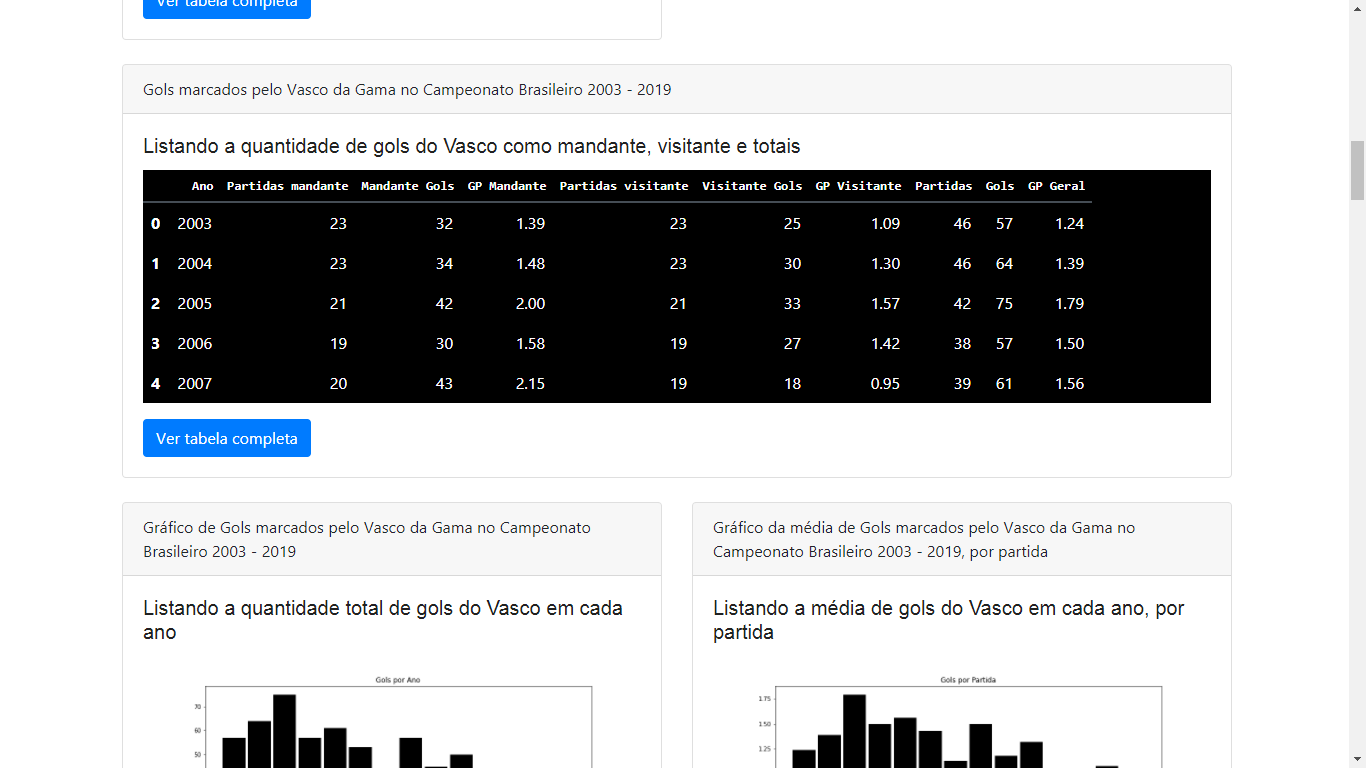 Ver tabela completa
Gols marcados pelo Vasco da Gama no Campeonato Brasileiro 2003 - 2019
Listando a quantidade de gols do Vasco como mandante, visitante e totais
Ano Partidas mandante Mandante Gols GP Mandante Partidas visitante Visitante Gols GP Visitante Partidas Gols GP Geral
0 2003 23 32 1.39 23 25 1.09 46 57 1.24
1 2004 23 34 1.48 23 30 1.30 46 64 1.39
2 2005 21 42 2.00 21 33 1.57 42 75 1.79
3 2006 19 30 1.58 19 27 1.42 38 57 1.50
4 2007 20 43 2.15 19 18 0.95 39 61 1.56
Ver tabela completa
Gráfico de Gols marcados pelo Vasco da Gama no Campeonato
Brasileiro 2003 - 2019
Listando a quantidade total de gols do Vasco em cada
ano
Gols por Ano
70
60
50
Gráfico da média de Gols marcados pelo Vasco da Gama no
Campeonato Brasileiro 2003 - 2019, por partida
Listando a média de gols do Vasco em cada ano, por
partida
Gols por Partida
1.75
1.50
1.25